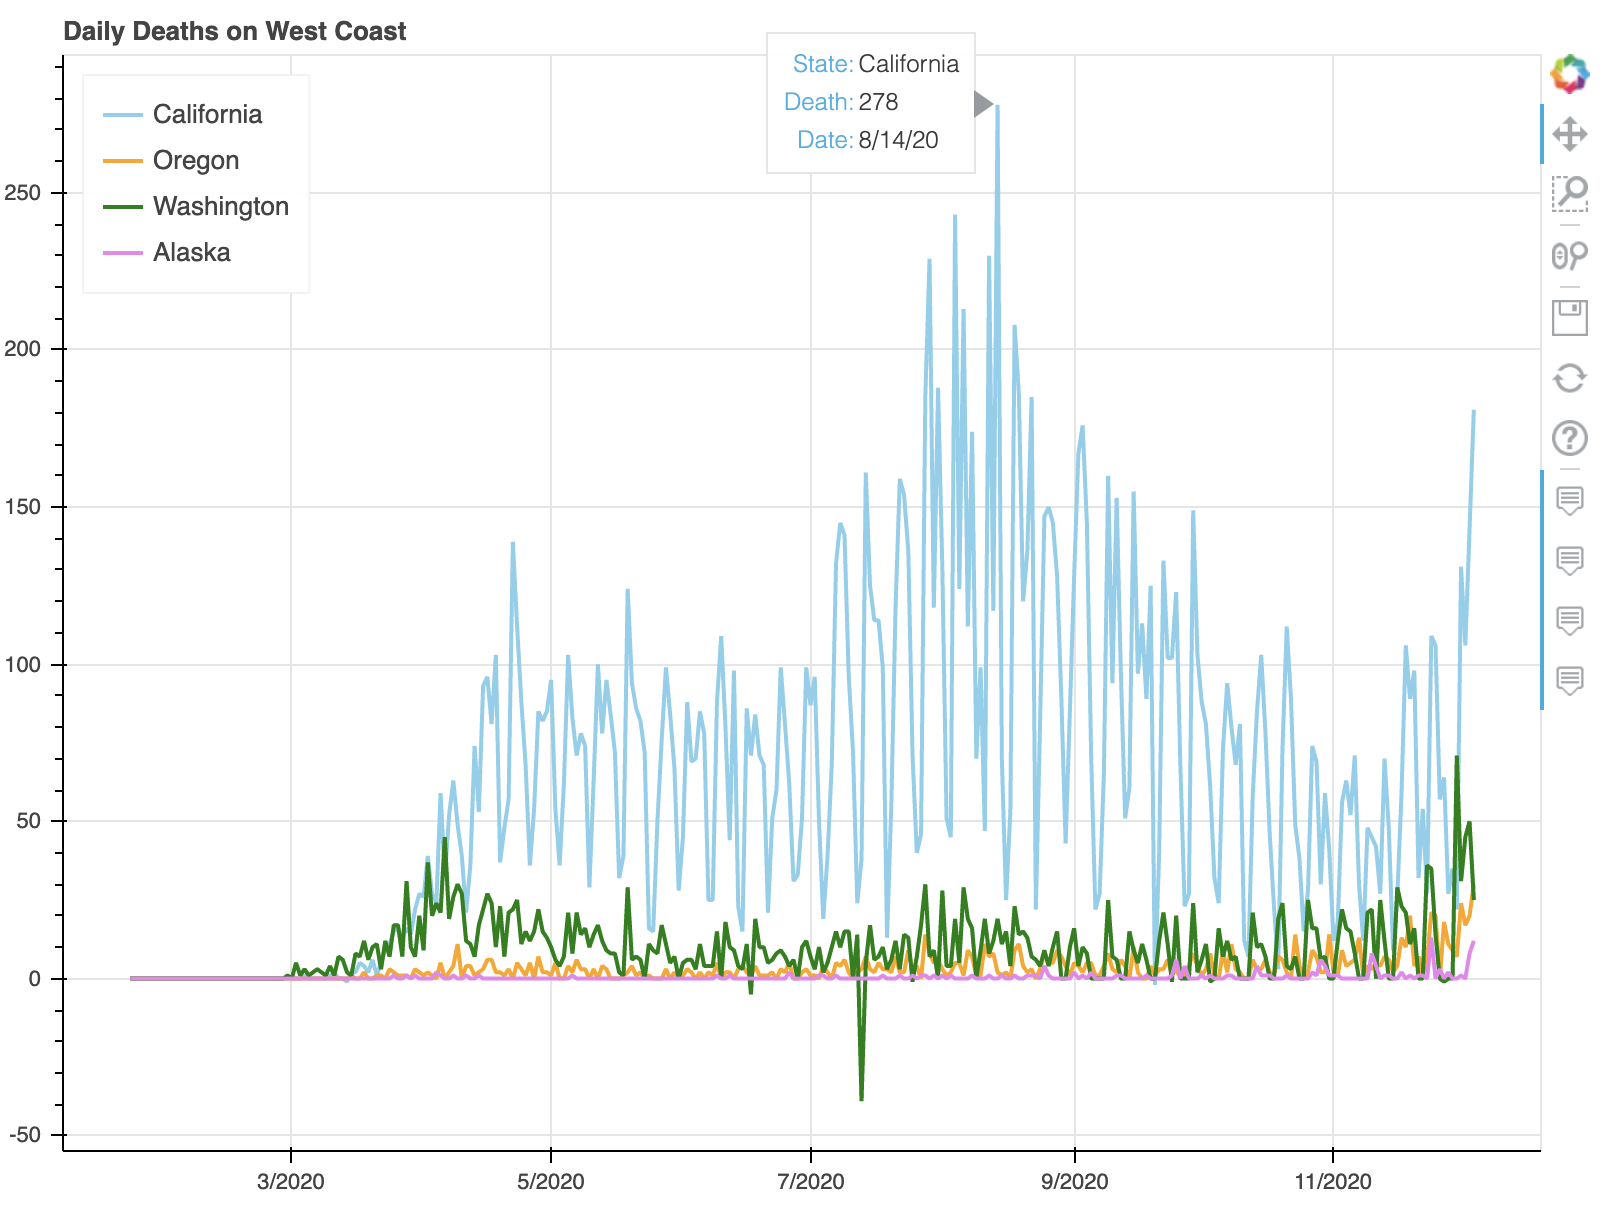 Daily Deaths on West Coast
State: California
Death: 278
Date: 8/14/20
California
Oregon
Washington
Alaska
250
200
150
100
50
0
-50
3/2020
5/2020
7/2020
9/2020
11/2020